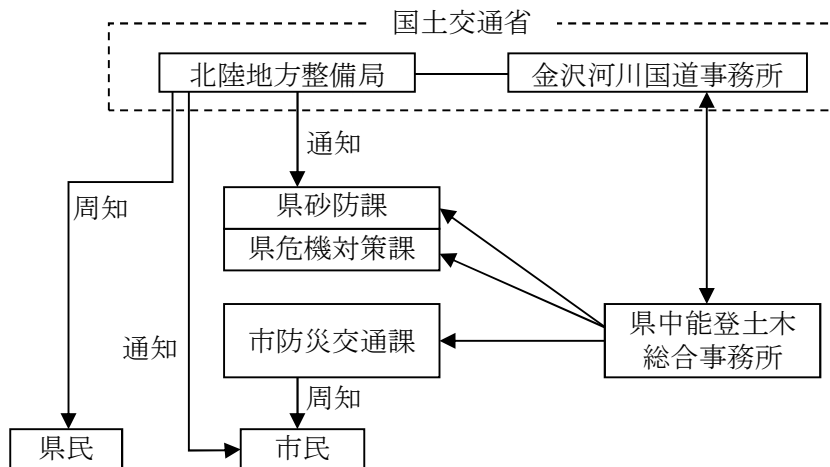 国土交通省
北陸地方整備局
金沢河川国道事務所
通知
周知
県砂防課
県危機対策課
県中能登土木
総合事務所
市防災交通課
通知
周知
県民
市民